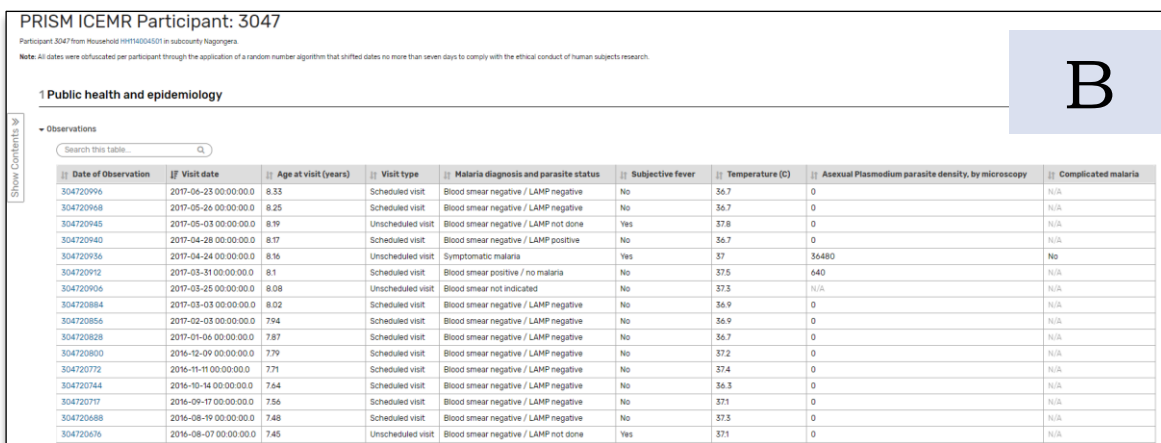 PRISM ICEMR Participant: 3047
Participant 3047 from Household HH114004501 in subcounty Nagongera.
Note: All dates were obfuscated per participant through the application of a random number algorithm that shifted dates no more than seven days to comply with the ethical conduct of human subjects research.
B
1 Public health and epidemiology
Show Contents
Observations
Search this table...
Date of Observation Visit date Age at visit (years) Visit type Malaria diagnosis and parasite status Subjective fever Temperature (C) Asexual Plasmodium parasite density, by microscopy Complicated malaria
304720996 2017-06-23 00:00:00.0 8.33 Scheduled visit Blood smear negative / LAMP negative No 36.7 0 N/A
304720968 2017-05-26 00:00:00.0 8.25 Scheduled visit Blood smear negative / LAMP negative No 36.7 0 N/A
304720945 2017-05-03 00:00:00.0 8.19 Unscheduled visit Blood smear negative / LAMP not done Yes 37.8 0 N/A
304720940 2017-04-28 00:00:00.0 8.17 Scheduled visit Blood smear negative / LAMP positive No 36.7 0 N/A
304720936 2017-04-24 00:00:00.0 8.16 Unscheduled visit Symptomatic malaria Yes 37 36480 No
304720912 2017-03-31 00:00:00.0 8.1 Scheduled visit Blood smear positive / no malaria No 37.5 640 N/A
304720906 2017-03-25 00:00:00.0 8.08 Unscheduled visit Blood smear not indicated No 37.3 N/A N/A
304720884 2017-03-03 00:00:00.0 8.02 Scheduled visit Blood smear negative / LAMP negative No 36.9 0 N/A
304720856 2017-02-03 00:00:00.0 7.94 Scheduled visit Blood smear negative / LAMP negative No 36.9 0 N/A
304720828 2017-01-06 00:00:00.0 7.87 Scheduled visit Blood smear negative / LAMP negative No 36.7 0 N/A
304720800 2016-12-09 00:00:00.0 7.79 Scheduled visit Blood smear negative / LAMP negative No 37.2 0 N/A
304720772 2016-11-11 00:00:00.0 7.71 Scheduled visit Blood smear negative / LAMP negative No 37.4 0 N/A
304720744 2016-10-14 00:00:00.0 7.64 Scheduled visit Blood smear negative / LAMP negative No 36.3 0 N/A
304720717 2016-09-17 00:00:00.0 7.56 Scheduled visit Blood smear negative / LAMP negative No 37.1 0 N/A
304720688 2016-08-19 00:00:00.0 7.48 Scheduled visit Blood smear negative / LAMP negative No 37.3 0 N/A
304720676 2016-08-07 00:00:00.0 7.45 Unscheduled visit Blood smear negative / LAMP not done Yes 37.1 0 N/A